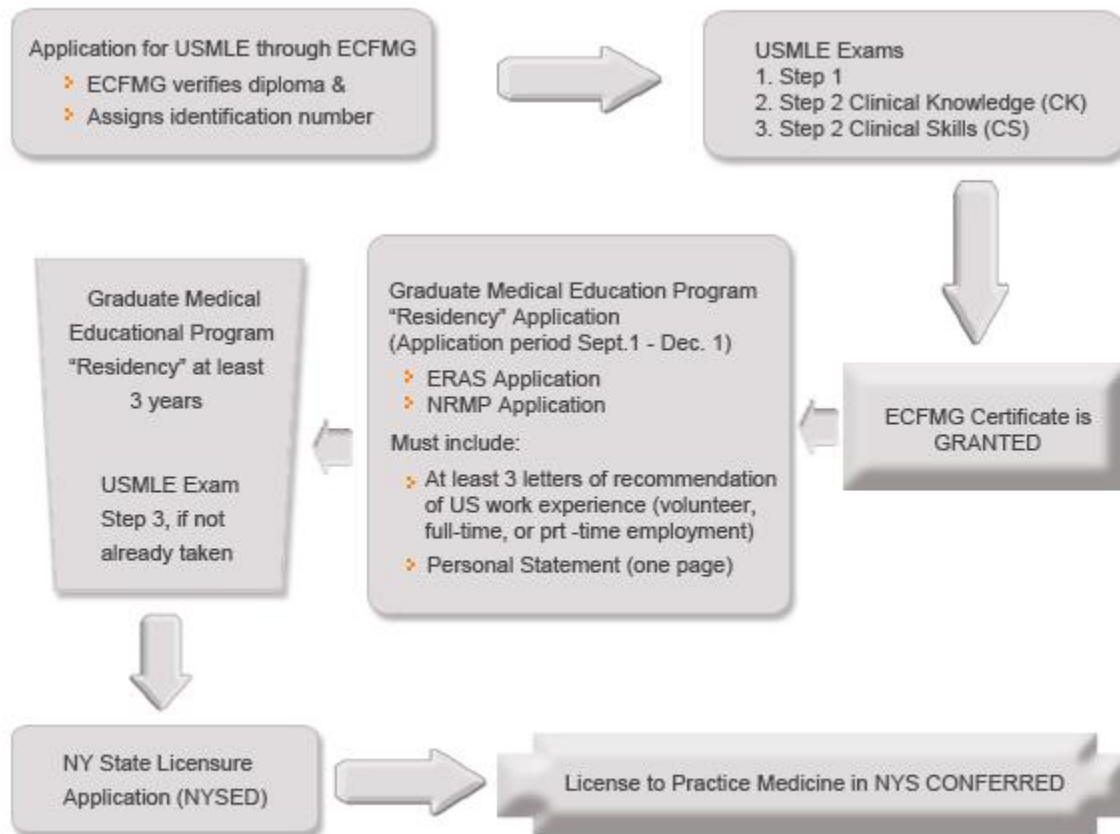 Application for USMLE through ECFMG
ECFMG verifies diploma &
Assigns identification number
USMLE Exams
1. Step 1
2. Step 2 Clinical Knowledge (CK)
3. Step 2 Clinical Skills (CS)
ECFMG Certificate is
GRANTED
Graduate Medical Education Program
“Residency” Application
(Application period Sept.1 - Dec. 1)
ERAS Application
NRMP Application
Must include:
At least 3 letters of recommendation
of US work experience (volunteer,
full-time, or prt -time employment)
Personal Statement (one page)
Graduate Medical
Educational Program
“Residency” at least
3 years
USMLE Exam
Step 3, if not
already taken
NY State Licensure
Application (NYSED)
License to Practice Medicine in NYS CONFERRED